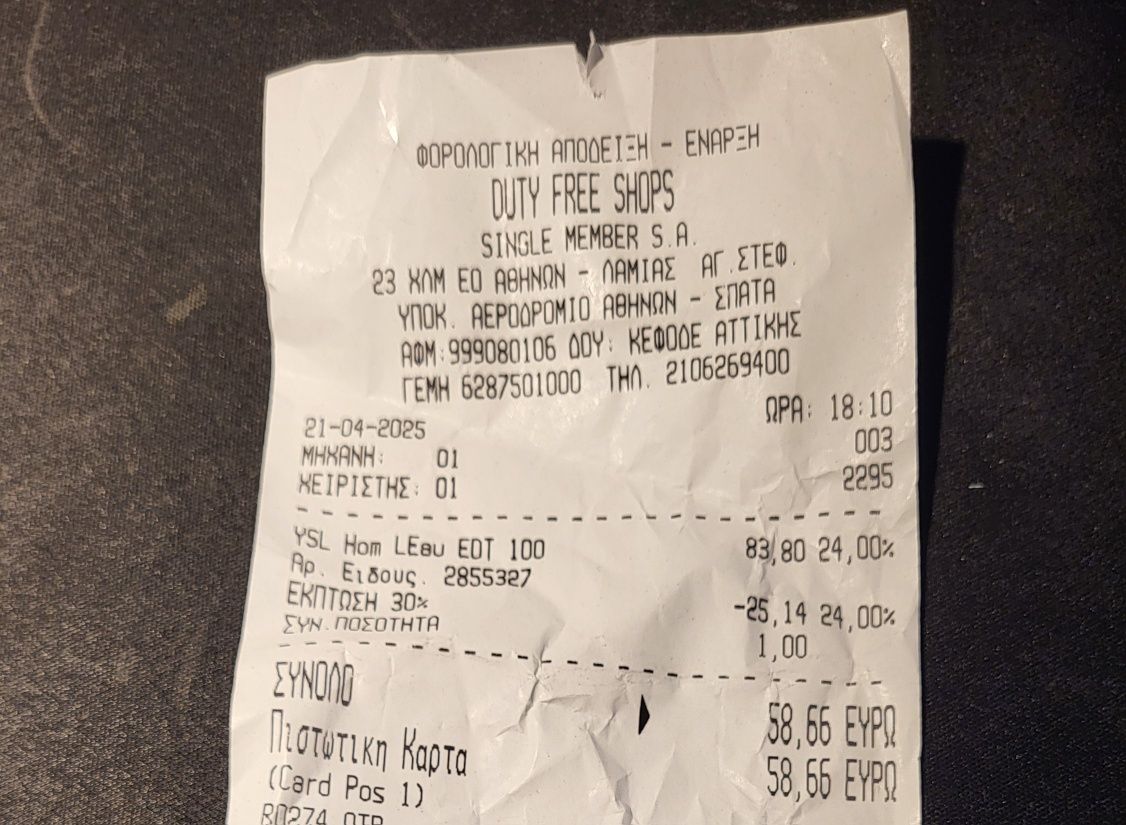 ΦΟΡΟΛΟΓΙΚΗ ΑΠΟΔΕΙΞΗ - ΕΝΑΡΞΗ
DUTY FREE SHOPS
SINGLE MEMBER S.A.
23 ΧΛΜ ΕΟ ΑΘΗΝΩΝ - ΛΑΜΙΑΣ ΑΓ.ΣΤΕΦ.
ΥΠΟΚ. ΑΕΡΟΔΡΟΜΙΟ ΑΘΗΝΩΝ - ΣΠΑΤΑ
ΑΦΜ:999080106 ΔΟΥ: ΚΕΦΟΔΕ ΑΤΤΙΚΗΣ
ΓΕΜΗ 6287501000 ΤΗΛ. 2106269400
21-04-2025 ΩΡΑ: 18:10
ΜΗΧΑΝΗ: 01 003
ΧΕΙΡΙΣΤΗΣ: 01 2295
YSL Hom LEau EDT 100 83,80 24,00%
Αρ. Ειδους. 2855327
ΕΚΠΤΩΣΗ 30% -25,14 24,00%
ΣΥΝ.ΠΟΣΟΤΗΤΑ 1,00
ΣΥΝΟΛΟ 58,66 ΕΥΡΩ
Πιστωτικη Καρτα 58,66 ΕΥΡΩ
(Card Pos 1)